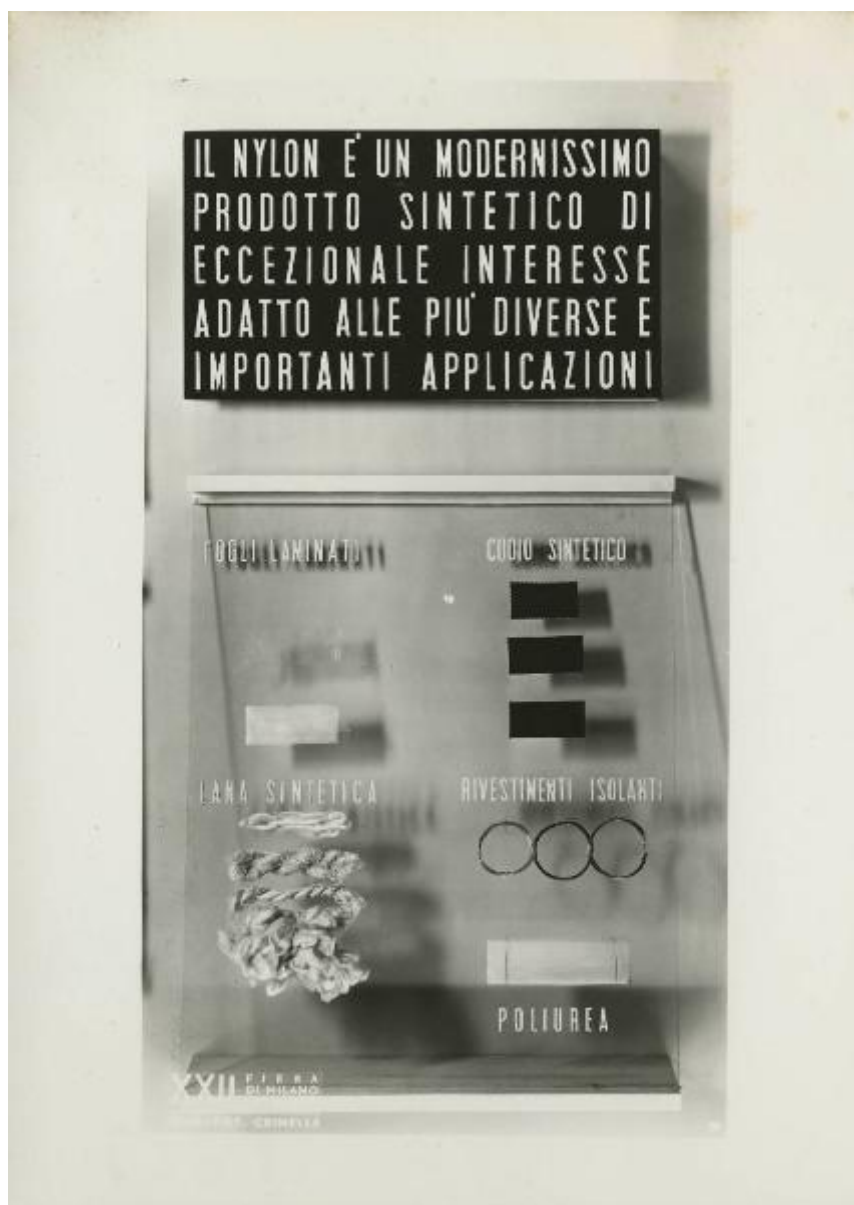 IL NYLON E' UN MODERNISSIMO
PRODOTTO SINTETICO DI
ECCEZIONALE INTERESSE
ADATTO ALLE PIU' DIVERSE E
IMPORTANTI APPLICAZIONI
FOGLI LAMINATI
CUOIO SINTETICO
LANA SINTETICA
RIVESTIMENTI ISOLANTI
POLIUREA
XXII FIERA
DI MILANO
CRIMELLA